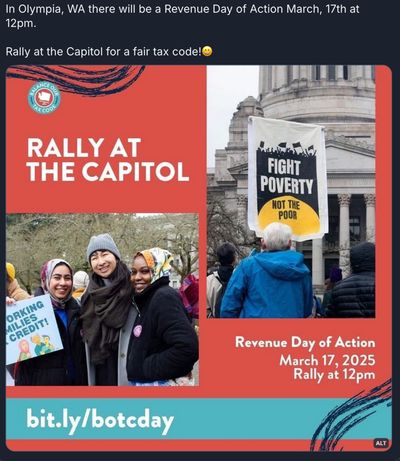 In Olympia, WA there will be a Revenue Day of Action March, 17th at
12pm.
Rally at the Capitol for a fair tax code!😀
BALANCE OUR
TAX CODE
RALLY AT
THE CAPITOL
FIGHT
POVERTY
NOT THE
POOR
ORKING
MILIES
CREDIT!
Revenue Day of Action
March 17, 2025
Rally at 12pm
bit.ly/botcday
ALT